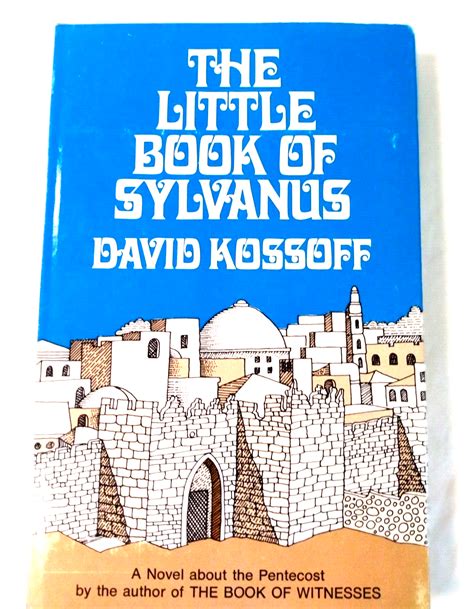 THE
LITTLE
BOOK OF
SYLVANUS
DAVID KOSSOFF
A Novel about the Pentecost
by the author of THE BOOK OF WITNESSES